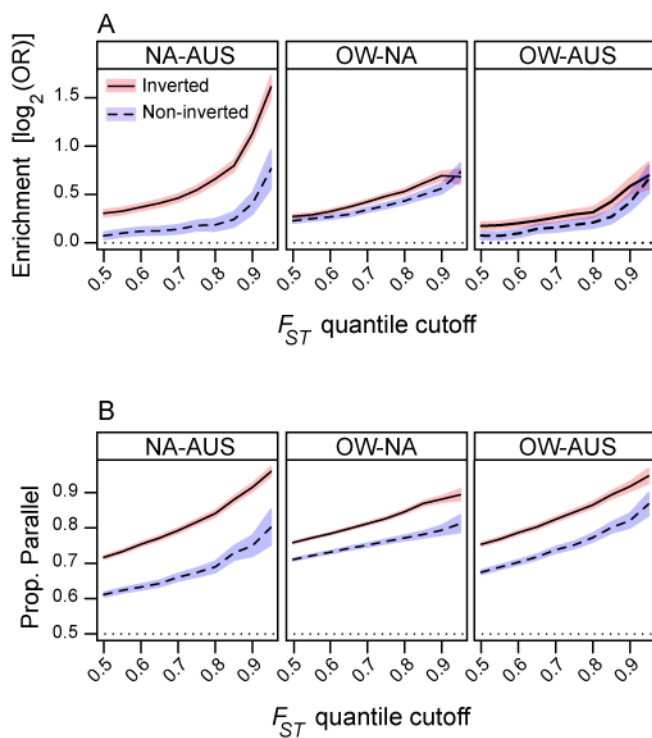 A
NA-AUS OW-NA OW-AUS
Inverted
Non-inverted
Enrichment [log2(OR)]
1.5
1.0
0.5
0.0
0.5 0.6 0.7 0.8 0.9 0.5 0.6 0.7 0.8 0.9 0.5 0.6 0.7 0.8 0.9
FST quantile cutoff
B
NA-AUS OW-NA OW-AUS
Prop. Parallel
0.9
0.8
0.7
0.6
0.5
0.5 0.6 0.7 0.8 0.9 0.5 0.6 0.7 0.8 0.9 0.5 0.6 0.7 0.8 0.9
FST quantile cutoff